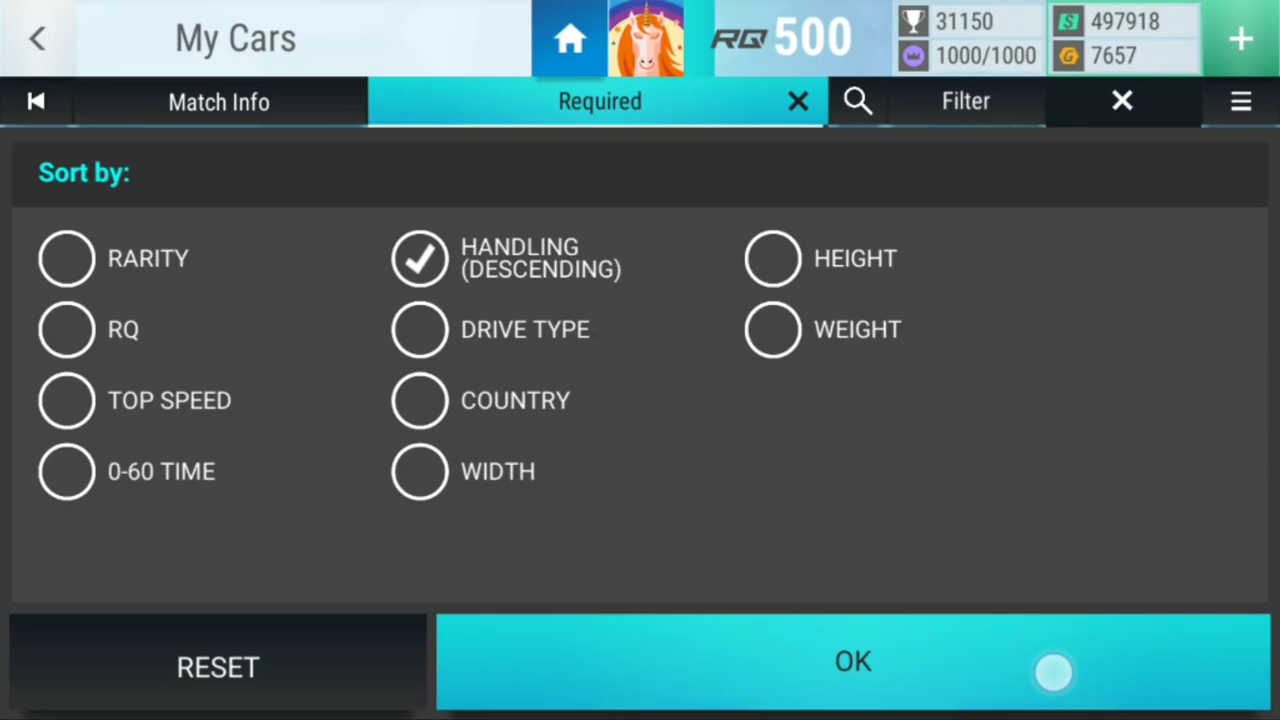 My Cars
RQ 500
31150
1000/1000
497918
7657
Match Info
Required
Filter
Sort by:
RARITY
RQ
TOP SPEED
0-60 TIME
HANDLING
(DESCENDING)
DRIVE TYPE
COUNTRY
WIDTH
HEIGHT
WEIGHT
RESET
OK